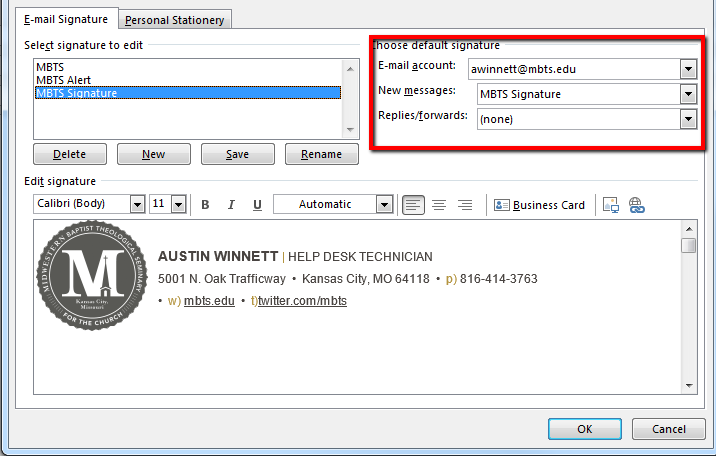 E-mail Signature
Personal Stationery
Select signature to edit
Choose default signature
MBTS
MBTS Alert
MBTS Signature
E-mail account:
awinnett@mbts.edu
New messages:
MBTS Signature
Replies/forwards:
(none)
Delete
New
Save
Rename
Edit signature
Calibri (Body)
11
B
I
U
Automatic
Business Card
MIDWESTERN BAPTIST THEOLOGICAL SEMINARY
M
Kansas City,
Missouri
FOR THE CHURCH
AUSTIN WINNETT | HELP DESK TECHNICIAN
5001 N. Oak Trafficway • Kansas City, MO 64118 • p) 816-414-3763
• w) mbts.edu • t)twitter.com/mbts
OK
Cancel